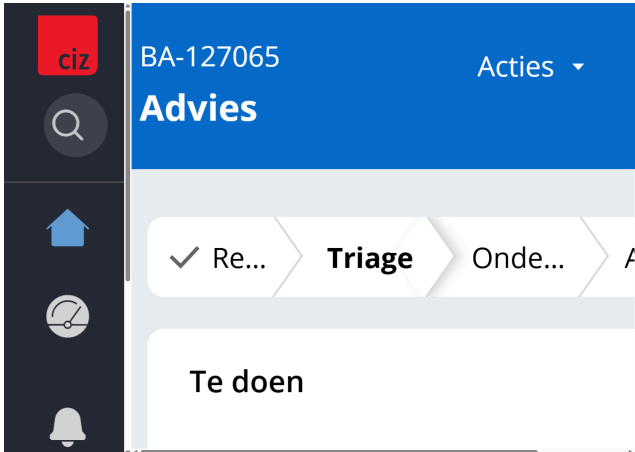 ciz
BA-127065
Acties
Advies
Re... Triage Onde... A
Te doen